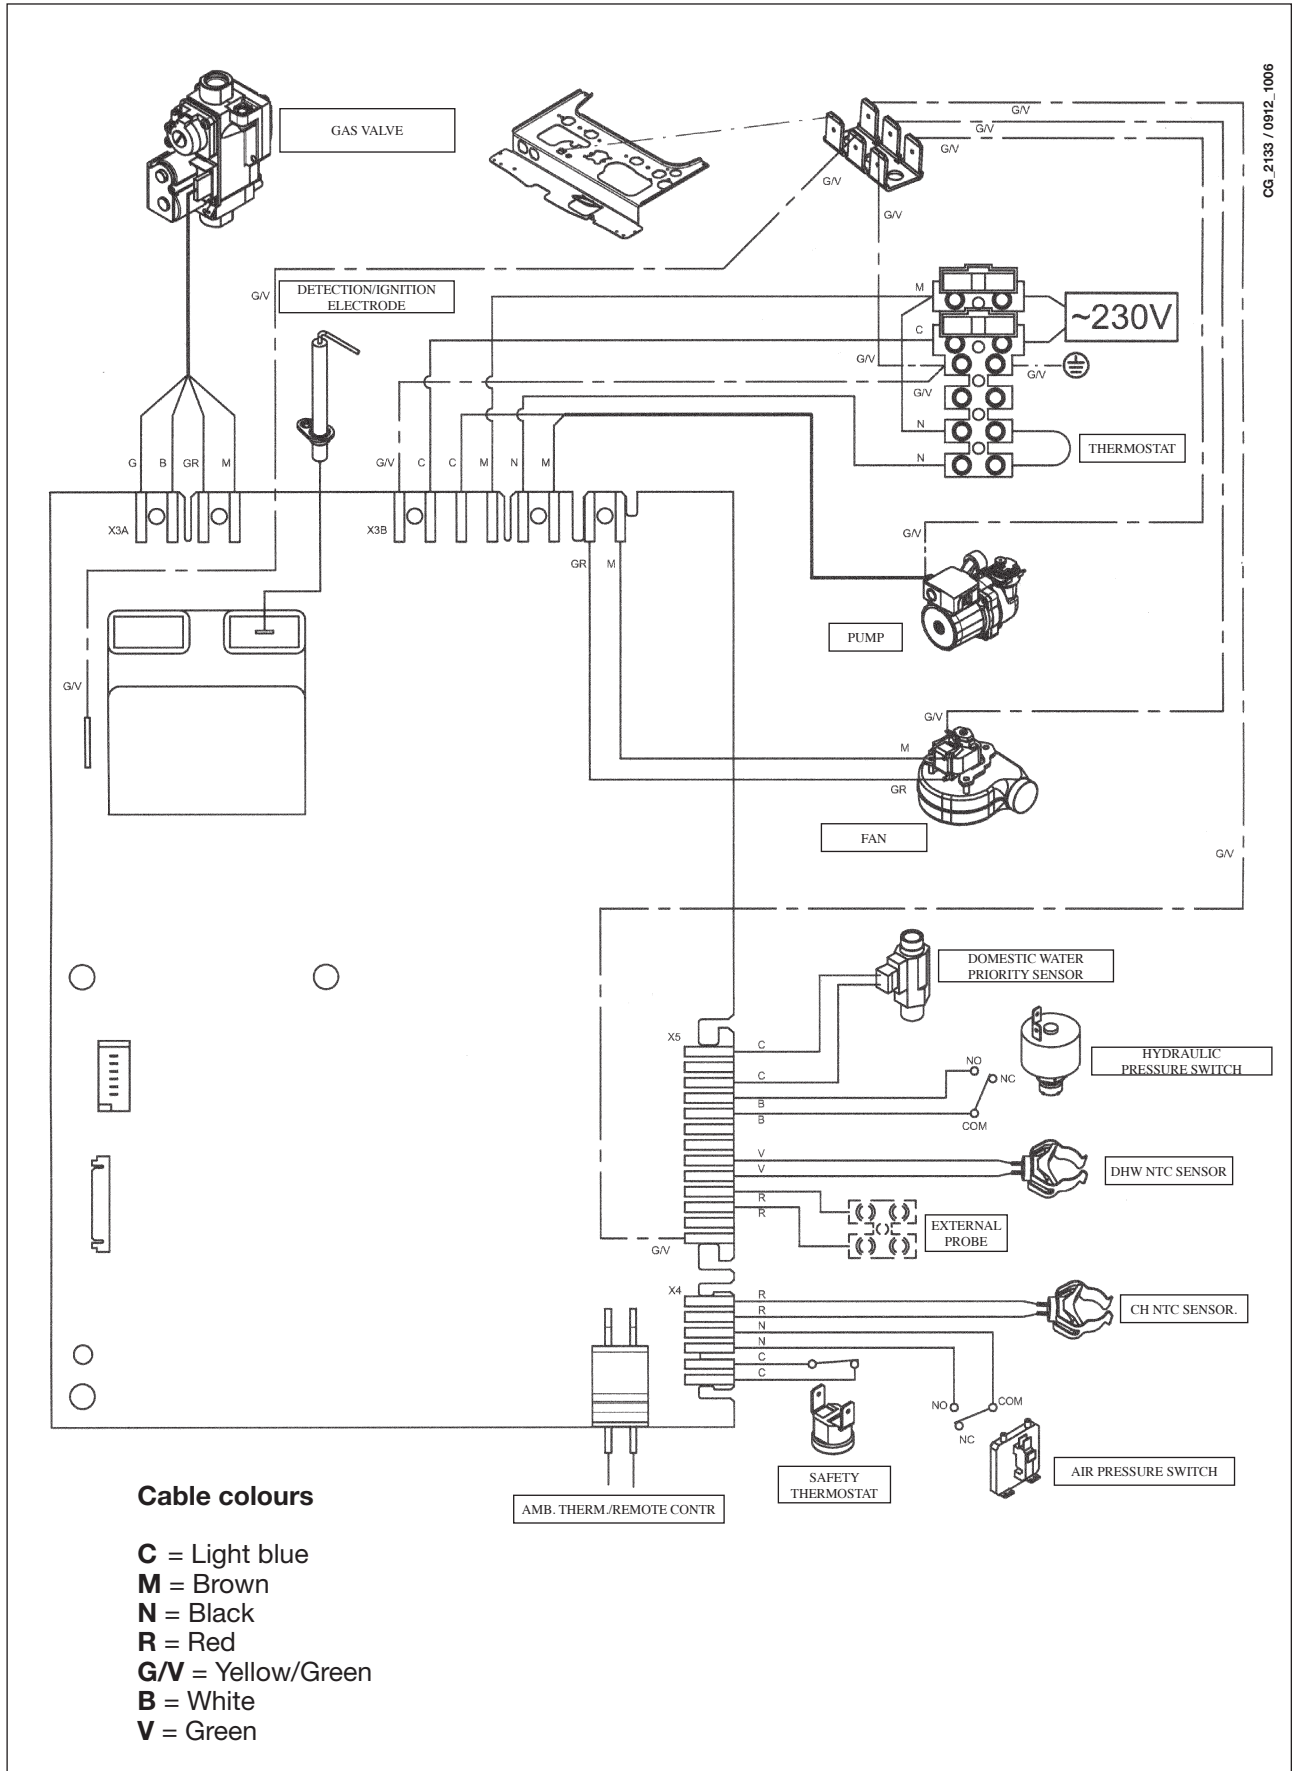 CG_2133 / 0912_1006
GAS VALVE
G/V
G/V
G/V
G/V
G/V
DETECTION/IGNITION
ELECTRODE
G/V
M
~230V
C
G/V
G/V
G/V
N
THERMOSTAT
N
G
B
GR
M
G/V
C
C
M
N
M
X3A
X3B
G/V
GR
M
PUMP
G/V
G/V
M
GR
FAN
G/V
DOMESTIC WATER
PRIORITY SENSOR
X5
C
C
NO
NC
HYDRAULIC
PRESSURE SWITCH
B
B
COM
V
V
DHW NTC SENSOR
R
R
EXTERNAL
PROBE
G/V
X4
R
R
CH NTC SENSOR.
N
N
C
C
NO
COM
NC
SAFETY
THERMOSTAT
AIR PRESSURE SWITCH
AMB. THERM./REMOTE CONTR
Cable colours
C = Light blue
M = Brown
N = Black
R = Red
G/V = Yellow/Green
B = White
V = Green